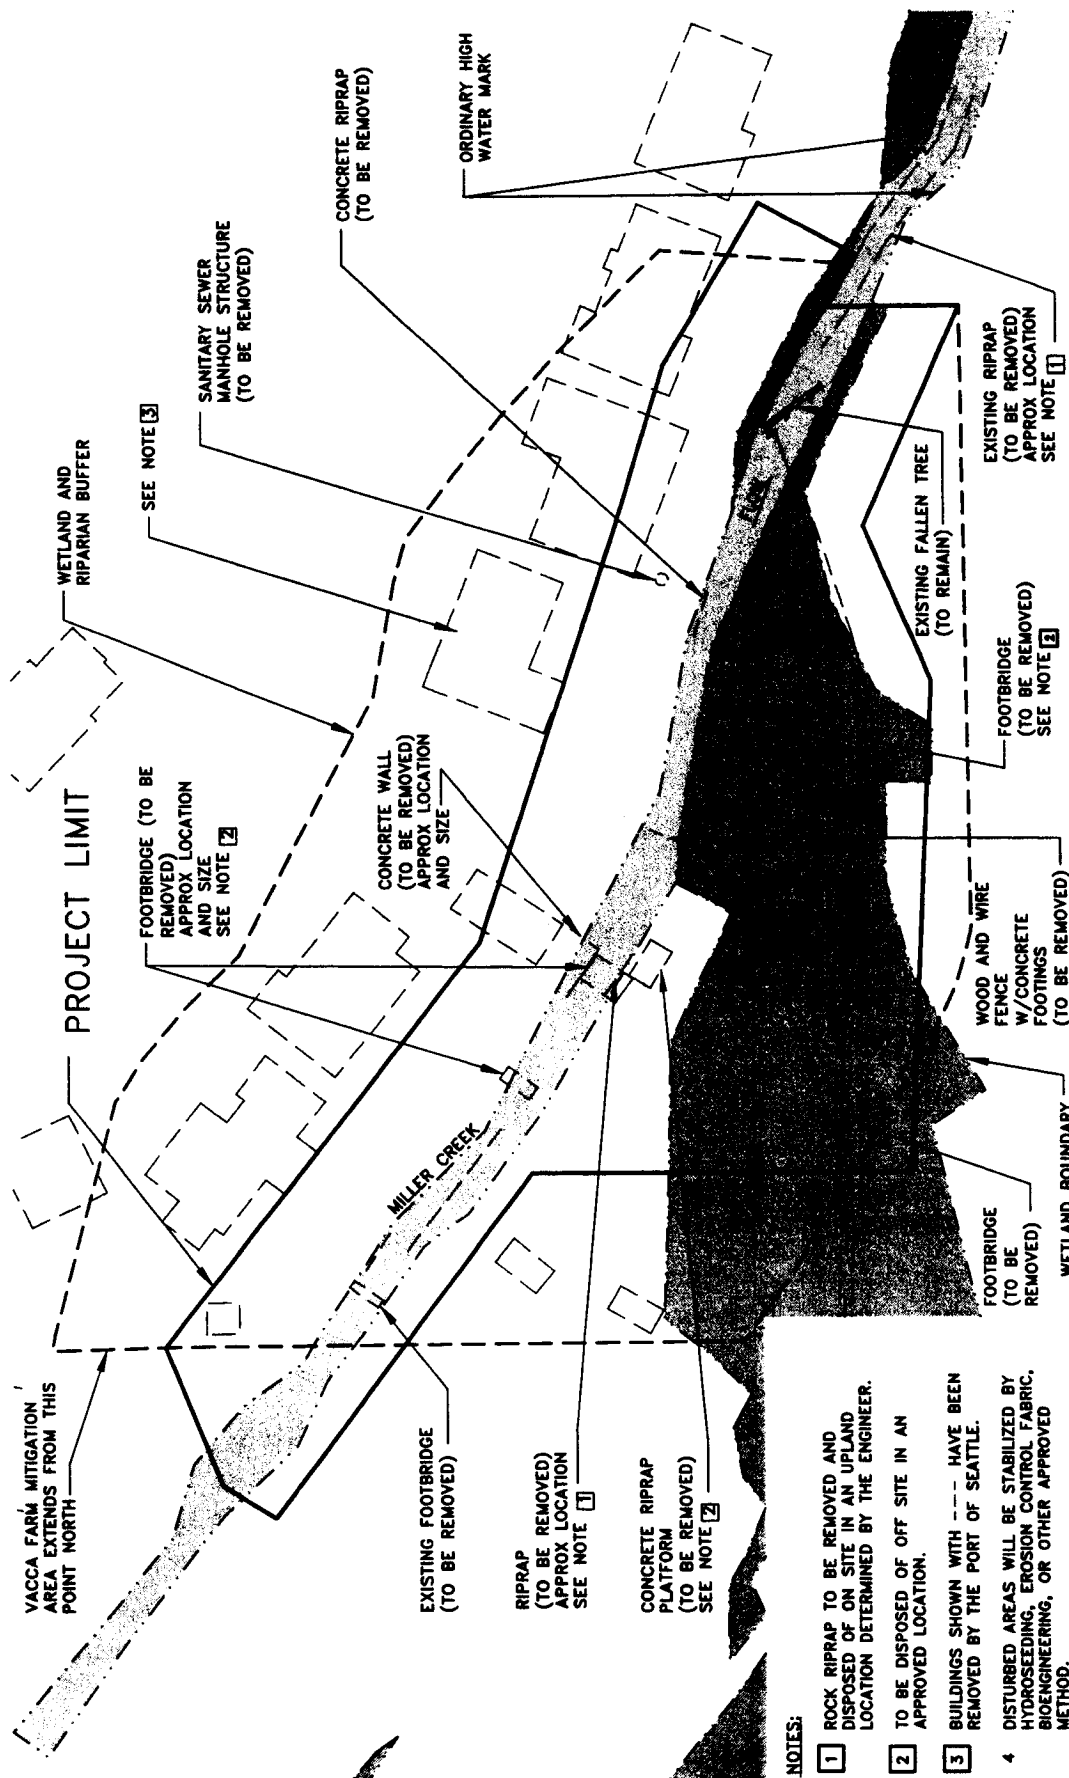 VACCA FARM MITIGATION
AREA EXTENDS FROM THIS
POINT NORTH
PROJECT LIMIT
FOOTBRIDGE (TO BE
REMOVED)
APPROX LOCATION
AND SIZE
SEE NOTE 2
WETLAND AND
RIPARIAN BUFFER
SEE NOTE 3
SANITARY SEWER
MANHOLE STRUCTURE
(TO BE REMOVED)
CONCRETE RIPRAP
(TO BE REMOVED)
ORDINARY HIGH
WATER MARK
CONCRETE WALL
(TO BE REMOVED)
APPROX LOCATION
AND SIZE
MILLER CREEK
FLOW
EXISTING FOOTBRIDGE
(TO BE REMOVED)
RIPRAP
(TO BE REMOVED)
APPROX LOCATION
SEE NOTE 1
CONCRETE RIPRAP
PLATFORM
(TO BE REMOVED)
SEE NOTE 2
FOOTBRIDGE
(TO BE
REMOVED)
WETLAND BOUNDARY
WOOD AND WIRE
FENCE
W/CONCRETE
FOOTINGS
(TO BE REMOVED)
FOOTBRIDGE
(TO BE REMOVED)
SEE NOTE 2
EXISTING FALLEN TREE
(TO REMAIN)
EXISTING RIPRAP
(TO BE REMOVED)
APPROX LOCATION
SEE NOTE 1
NOTES:
1 ROCK RIPRAP TO BE REMOVED AND
DISPOSED OF ON SITE IN AN UPLAND
LOCATION DETERMINED BY THE ENGINEER.
2 TO BE DISPOSED OF OFF SITE IN AN
APPROVED LOCATION.
3 BUILDINGS SHOWN WITH --- HAVE BEEN
REMOVED BY THE PORT OF SEATTLE.
4 DISTURBED AREAS WILL BE STABILIZED BY
HYDROSEEDING, EROSION CONTROL FABRIC,
BIOENGINEERING, OR OTHER APPROVED
METHOD.